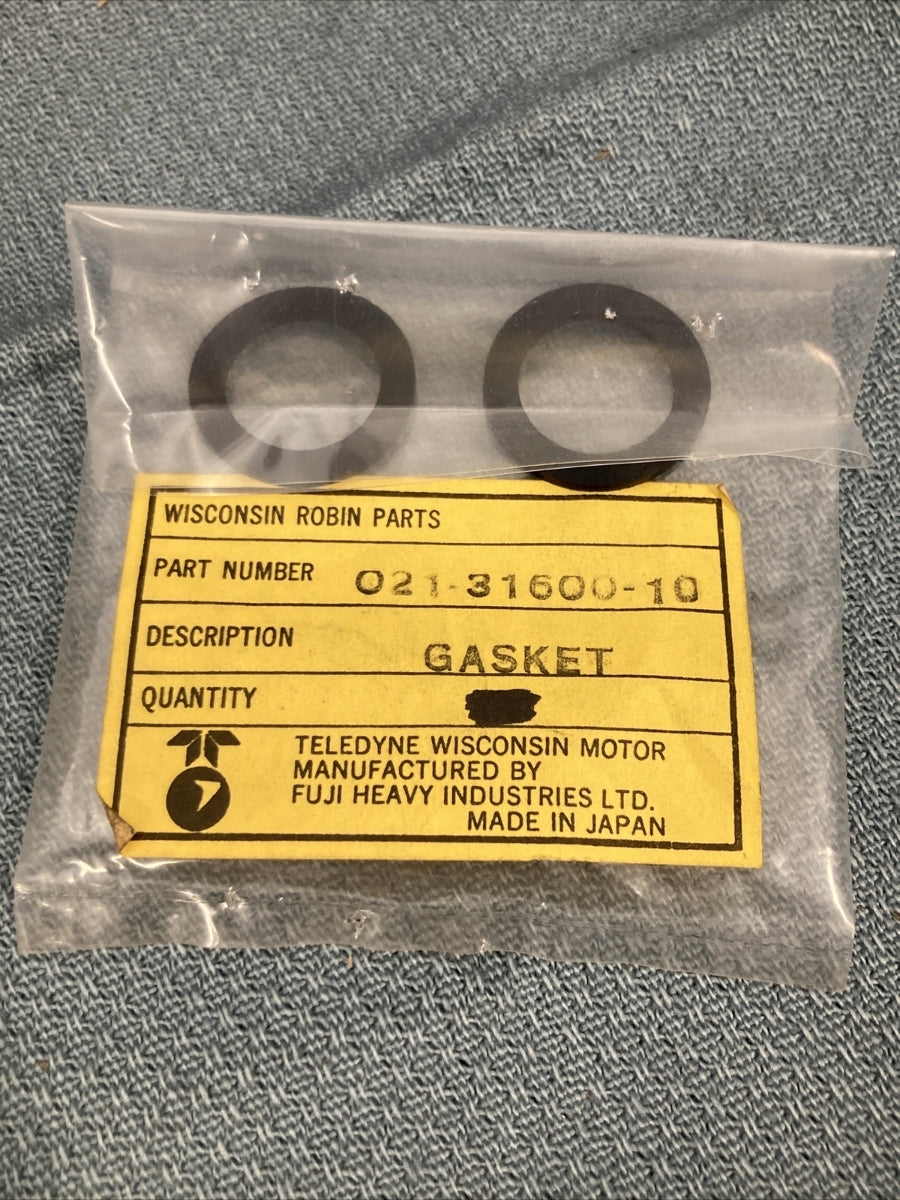 WISCONSIN ROBIN PARTS
PART NUMBER 021-31600-10
DESCRIPTION GASKET
QUANTITY
TELEDYNE WISCONSIN MOTOR
MANUFACTURED BY
FUJI HEAVY INDUSTRIES LTD.
MADE IN JAPAN